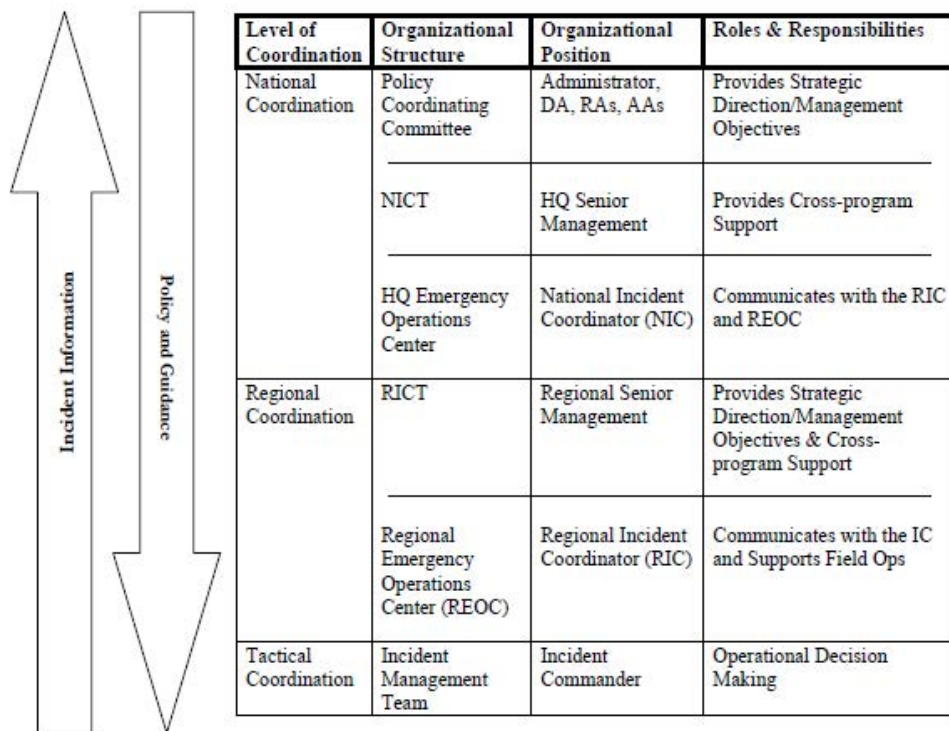 Incident Information
Policy and Guidance
Level of
Coordination
Organizational
Structure
Organizational
Position
Roles & Responsibilities
National
Coordination
Policy
Coordinating
Committee
Administrator,
DA, RAs, AAs
Provides Strategic
Direction/Management
Objectives
NICT
HQ Senior
Management
Provides Cross-program
Support
HQ Emergency
Operations
Center
National Incident
Coordinator (NIC)
Communicates with the RIC
and REOC
Regional
Coordination
RICT
Regional Senior
Management
Provides Strategic
Direction/Management
Objectives & Cross-
program Support
Regional
Emergency
Operations
Center (REOC)
Regional Incident
Coordinator (RIC)
Communicates with the IC
and Supports Field Ops
Tactical
Coordination
Incident
Management
Team
Incident
Commander
Operational Decision
Making